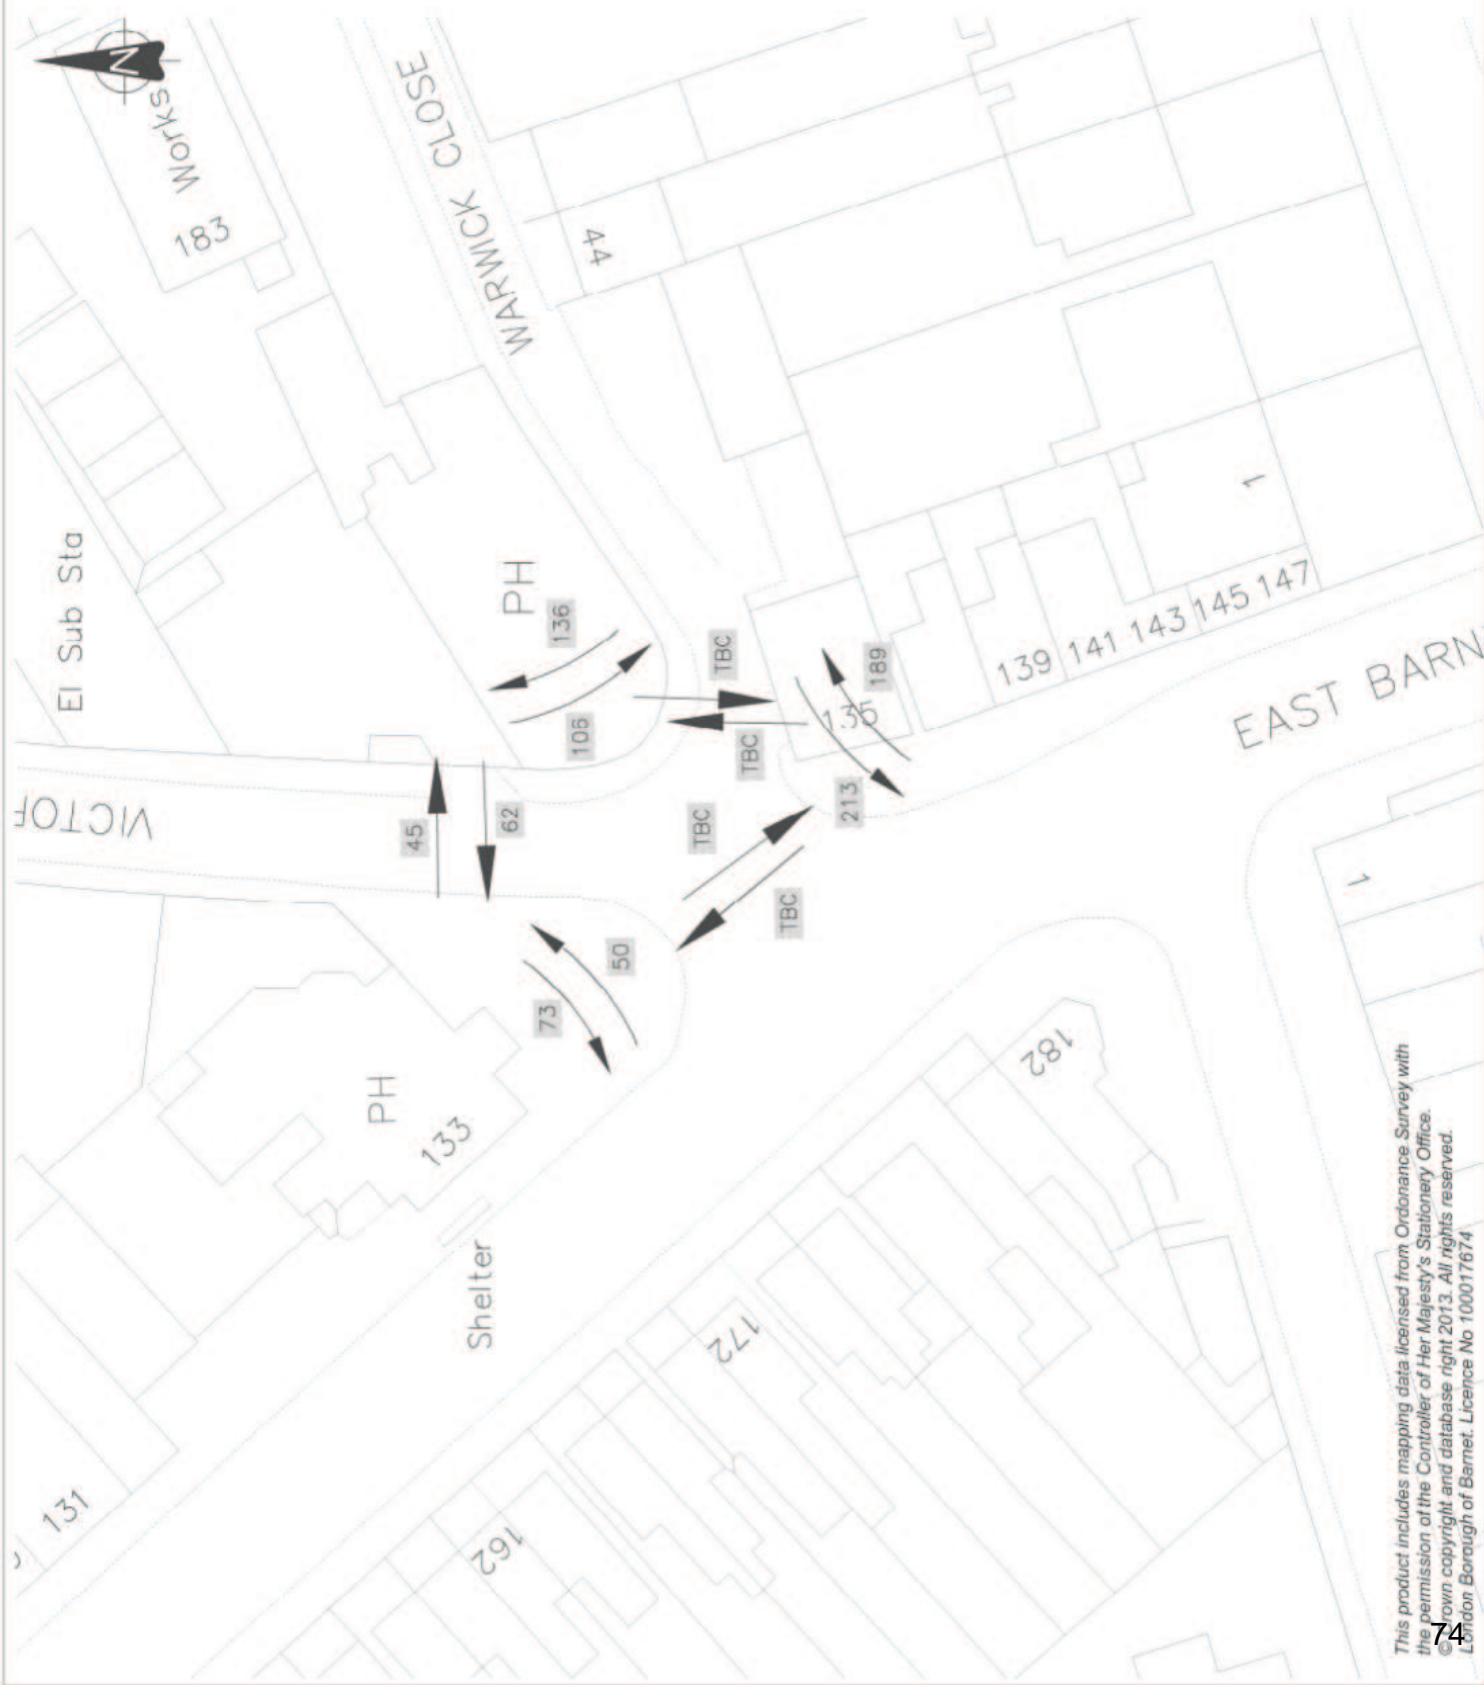 N
183 Works
WARWICK CLOSE
44
El Sub Sta
PH
136
106
TBC
TBC
189
135
213
139 141 143 145 147
1
EAST BARN
VICTOR
45
62
TBC
TBC
50
73
PH
133
Shelter
1
182
172
162
131
This product includes mapping data licensed from Ordonance Survey with
the permission of the Controller of Her Majesty's Stationery Office.
© Crown copyright and database right 2013. All rights reserved.
London Borough of Barnet. Licence No 100017674
74